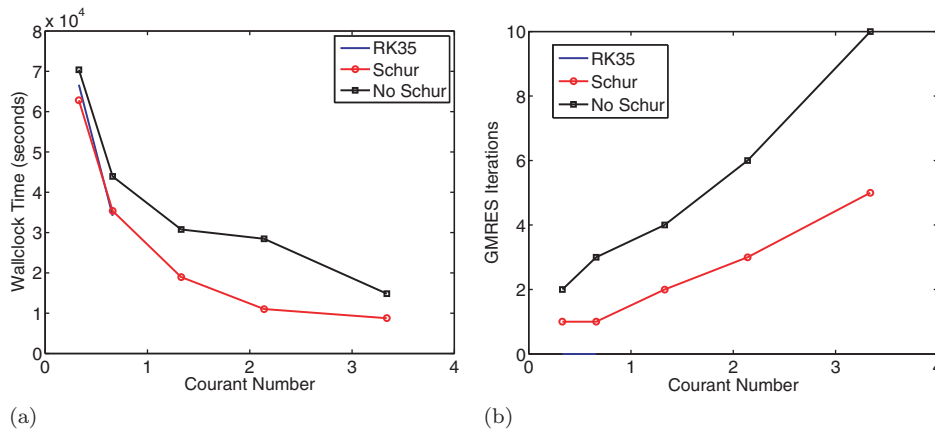 x 10⁴
8
7
6
5
4
3
2
1
0
0 1 2 3 4
Wallclock Time (seconds)
Courant Number
RK35
Schur
No Schur
(a)
10
8
6
4
2
0
0 1 2 3 4
GMRES Iterations
Courant Number
RK35
Schur
No Schur
(b)